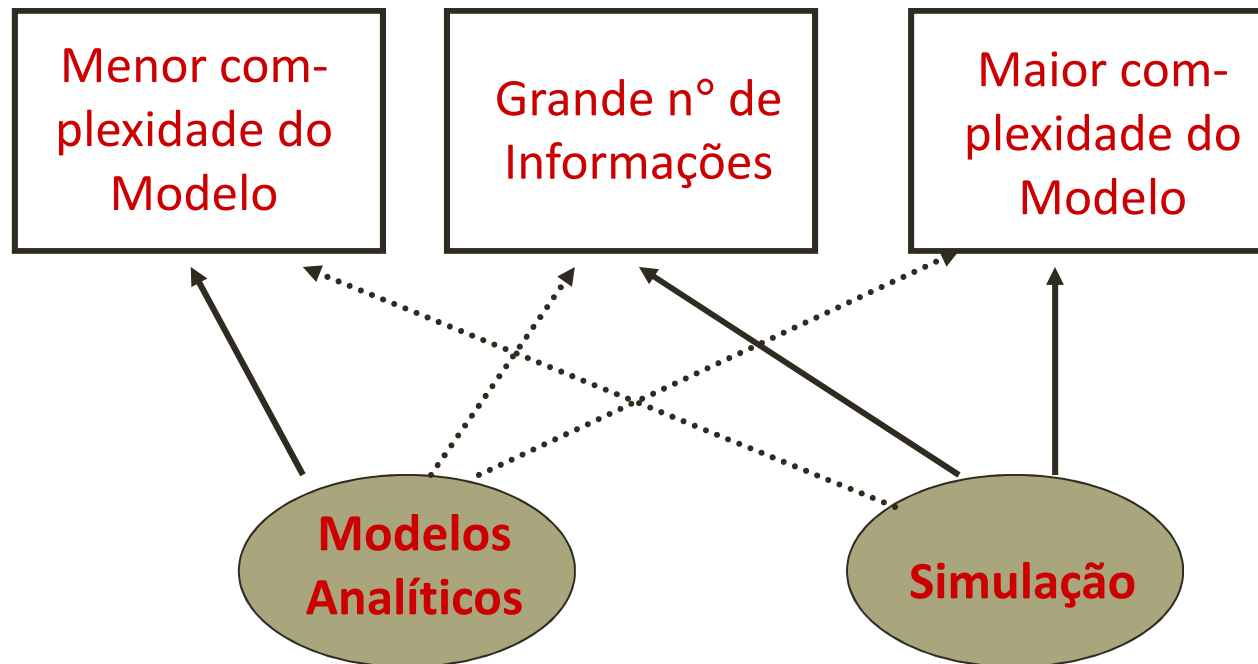 Menor com-
plexidade do
Modelo
Grande n° de
Informações
Maior com-
plexidade do
Modelo
Modelos
Analíticos
Simulação